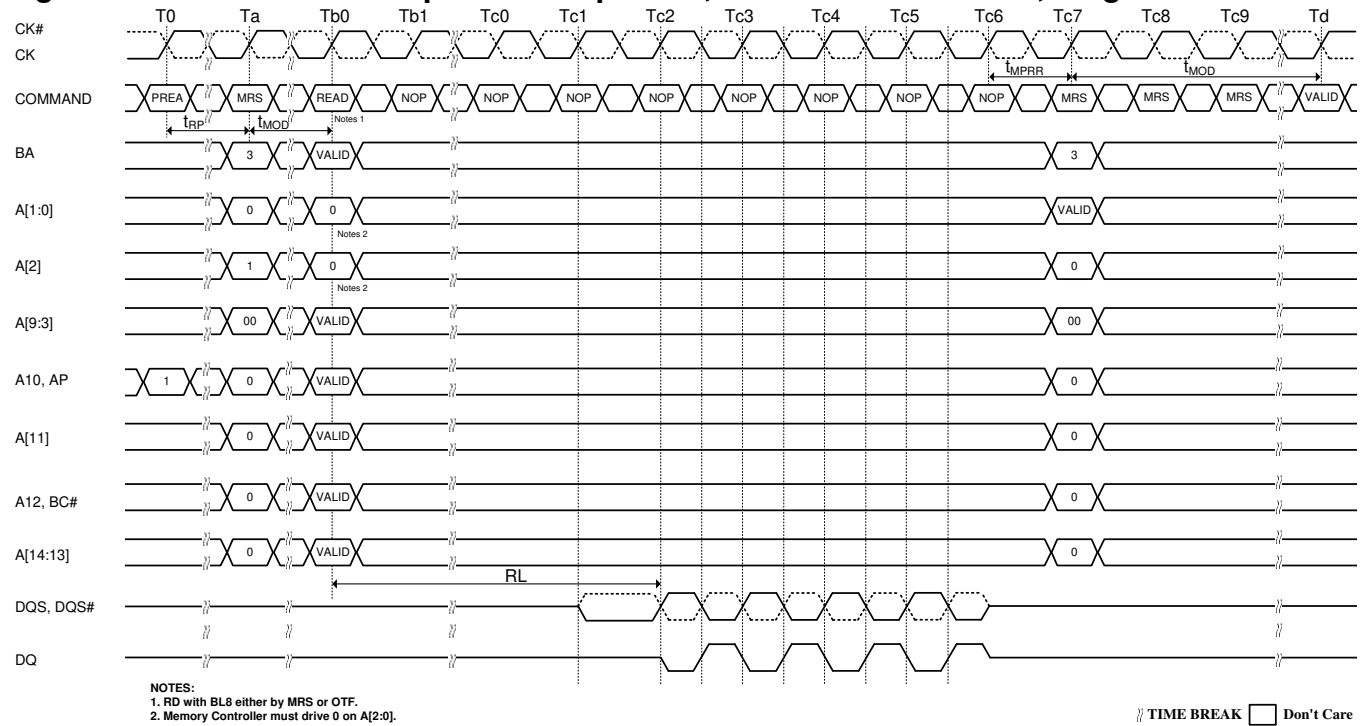 T0 Ta Tb0 Tb1 Tc0 Tc1 Tc2 Tc3 Tc4 Tc5 Tc6 Tc7 Tc8 Tc9 Td
CK#
CK
tMPRR tMOD
COMMAND PREA MRS READ NOP NOP NOP NOP NOP NOP NOP NOP MRS MRS MRS VALID
Notes 1
tRP tMOD
BA 3 VALID 3
A[1:0] 0 0 VALID
Notes 2
A[2] 1 0 0
Notes 2
A[9:3] 00 VALID 00
A10, AP 1 0 VALID 0
A[11] 0 VALID 0
A12, BC# 0 VALID 0
A[14:13] 0 VALID 0
RL
DQS, DQS#
DQ
NOTES:
1. RD with BL8 either by MRS or OTF.
2. Memory Controller must drive 0 on A[2:0].
TIME BREAK Don't Care